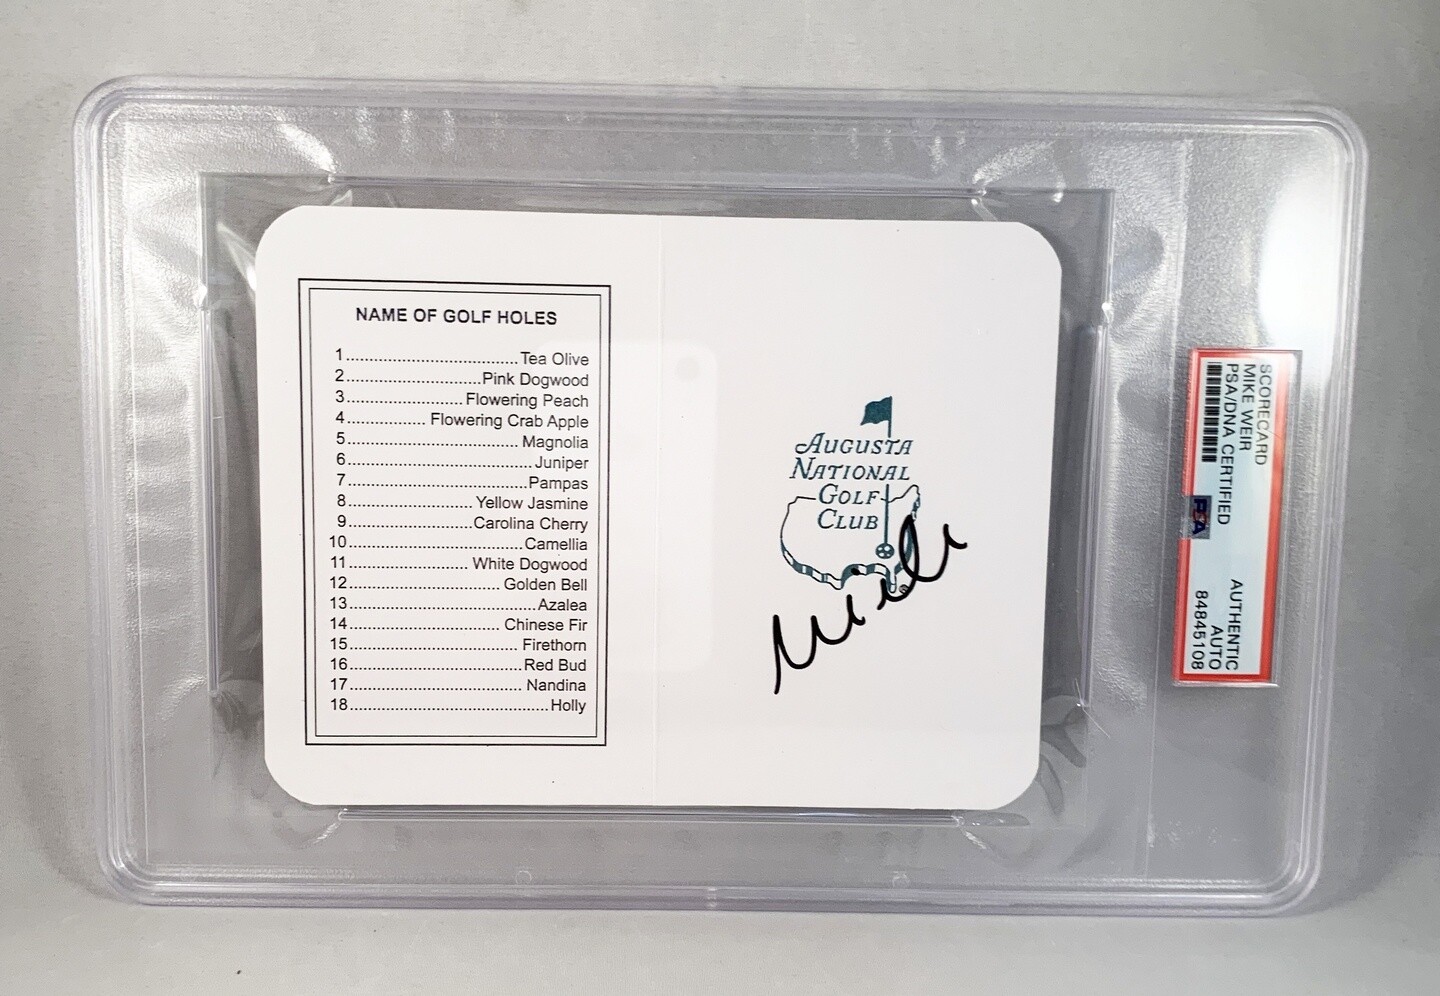 NAME OF GOLF HOLES
1..................................Tea Olive
2...........................Pink Dogwood
3.......................Flowering Peach
4................Flowering Crab Apple
5..................................Magnolia
6.....................................Juniper
7....................................Pampas
8.........................Yellow Jasmine
9.........................Carolina Cherry
10...................................Camellia
11........................White Dogwood
12..............................Golden Bell
13......................................Azalea
14..............................Chinese Fir
15...................................Firethorn
16...................................Red Bud
17...................................Nandina
18........................................Holly
AUGUSTA
NATIONAL
GOLF
CLUB
SCORECARD
MIKE WEIR
PSA/DNA CERTIFIED
PSA
AUTHENTIC
AUTO
84845108